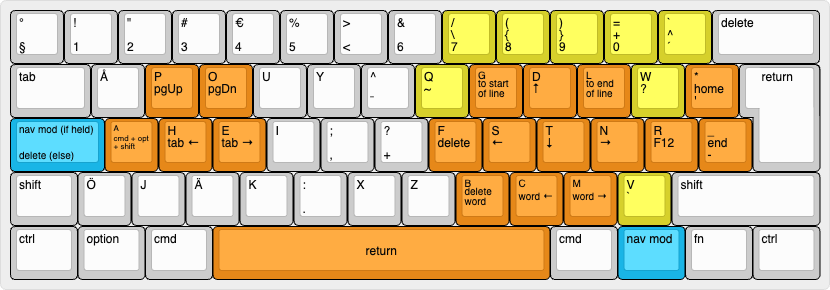 ° ! " # € % > & / ( ) = ` delete
\ { } + ^
§ 1 2 3 4 5 < 6 7 8 9 0 ´
tab Å P O U Y ^ Q G D L W * return
pgUp pgDn ¨ ~ to start of line ↑ to end of line ? home
'
nav mod (if held) A H E I ; ? F S T N R _
cmd + opt + shift tab ← tab → delete ← ↓ → F12 end
delete (else) , + -
shift Ö J Ä K : X Z B C M V shift
. delete word word ← word → `
ctrl option cmd return cmd nav mod fn ctrl